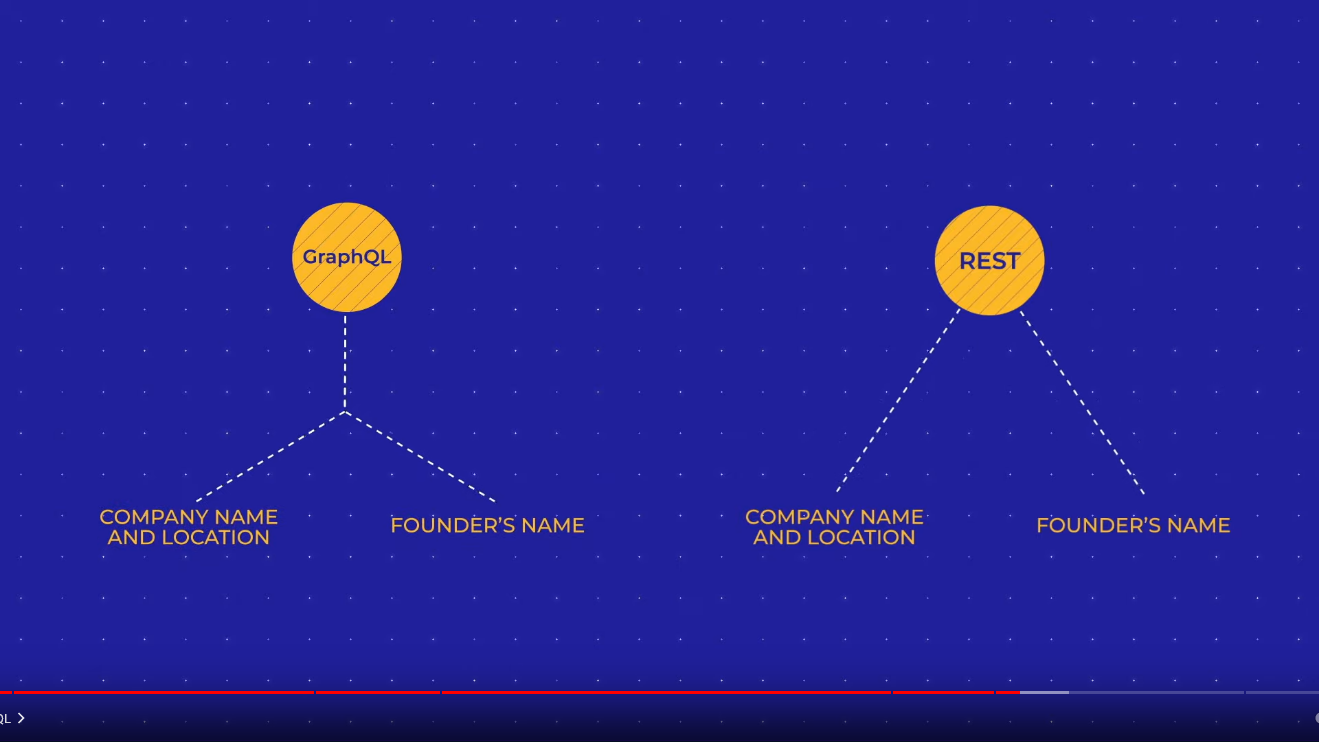 GraphQL
REST
COMPANY NAME
AND LOCATION
FOUNDER’S NAME
COMPANY NAME
AND LOCATION
FOUNDER’S NAME
QL